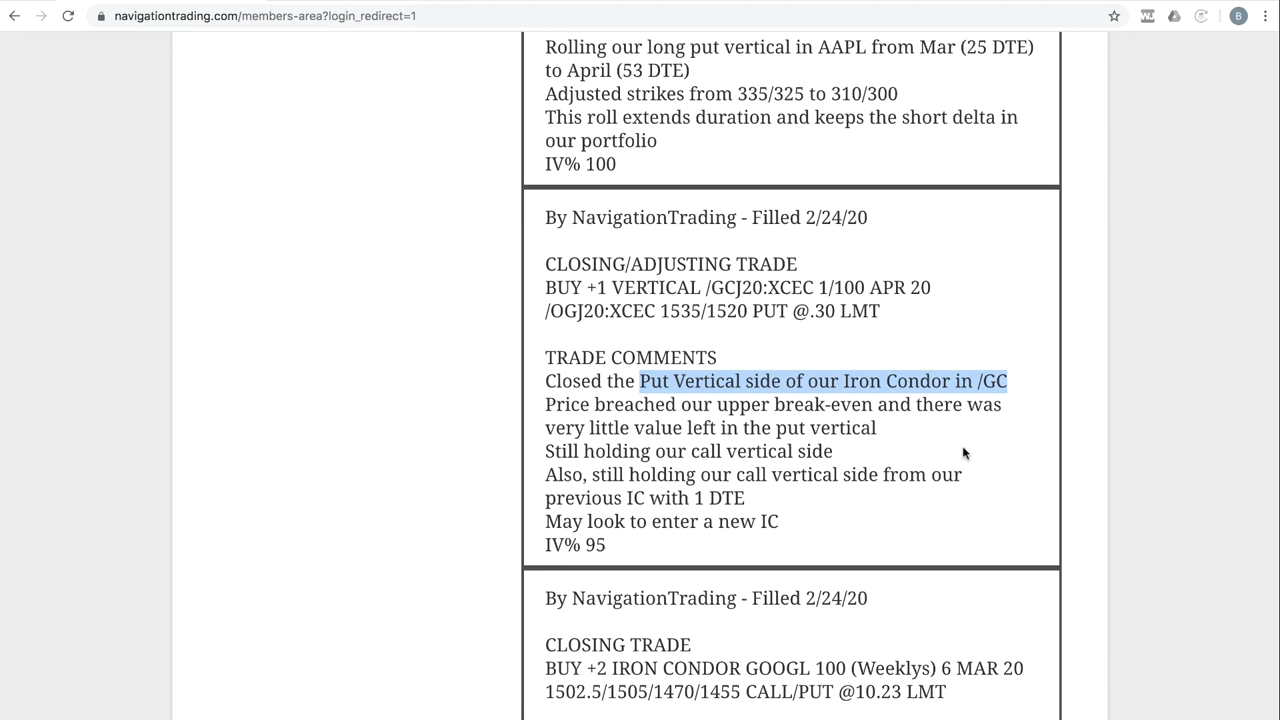 navigationtrading.com/members-area?login_redirect=1
B
Rolling our long put vertical in AAPL from Mar (25 DTE)
to April (53 DTE)
Adjusted strikes from 335/325 to 310/300
This roll extends duration and keeps the short delta in
our portfolio
IV% 100
By NavigationTrading - Filled 2/24/20
CLOSING/ADJUSTING TRADE
BUY +1 VERTICAL /GCJ20:XCEC 1/100 APR 20
/OGJ20:XCEC 1535/1520 PUT @.30 LMT
TRADE COMMENTS
Closed the Put Vertical side of our Iron Condor in /GC
Price breached our upper break-even and there was
very little value left in the put vertical
Still holding our call vertical side
Also, still holding our call vertical side from our
previous IC with 1 DTE
May look to enter a new IC
IV% 95
By NavigationTrading - Filled 2/24/20
CLOSING TRADE
BUY +2 IRON CONDOR GOOGL 100 (Weeklys) 6 MAR 20
1502.5/1505/1470/1455 CALL/PUT @10.23 LMT